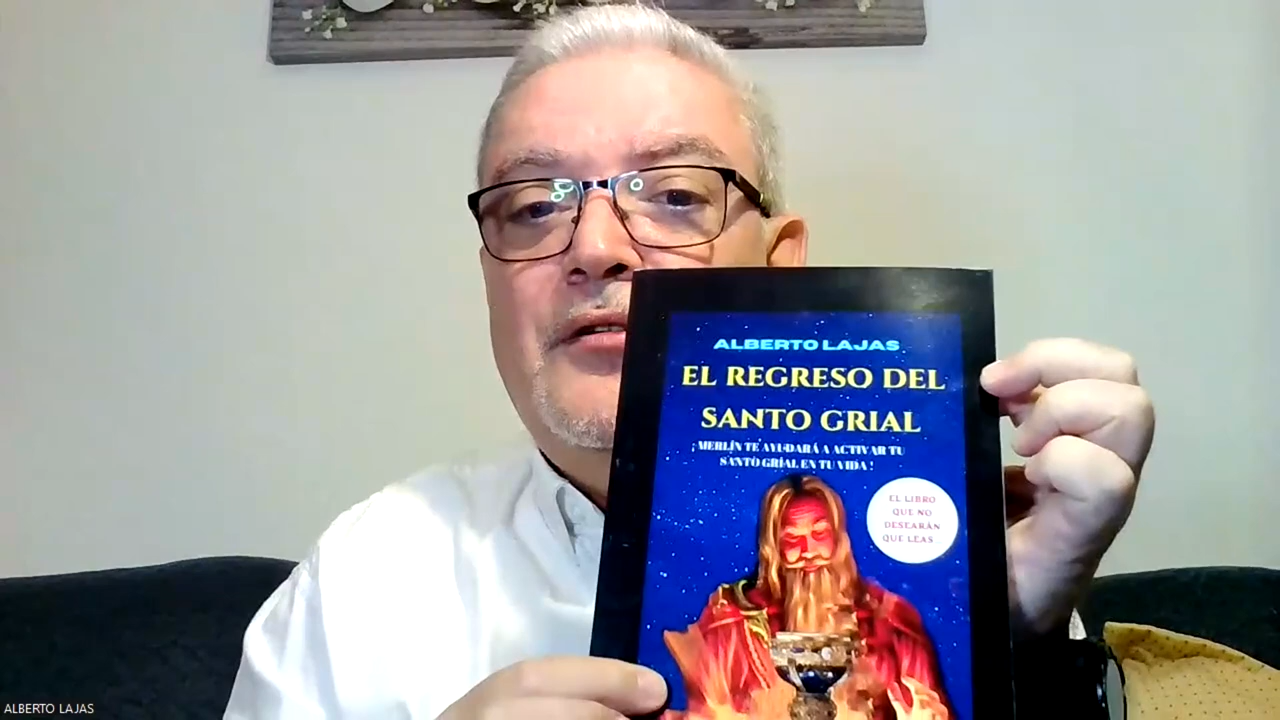 ALBERTO LAJAS
EL REGRESO DEL
SANTO GRIAL
¡ MERLÍN TE AYUDARÁ A ACTIVAR TU
SANTO GRIAL EN TU VIDA !
EL LIBRO
QUE NO
DESEARÁN
QUE LEAS
ALBERTO LAJAS